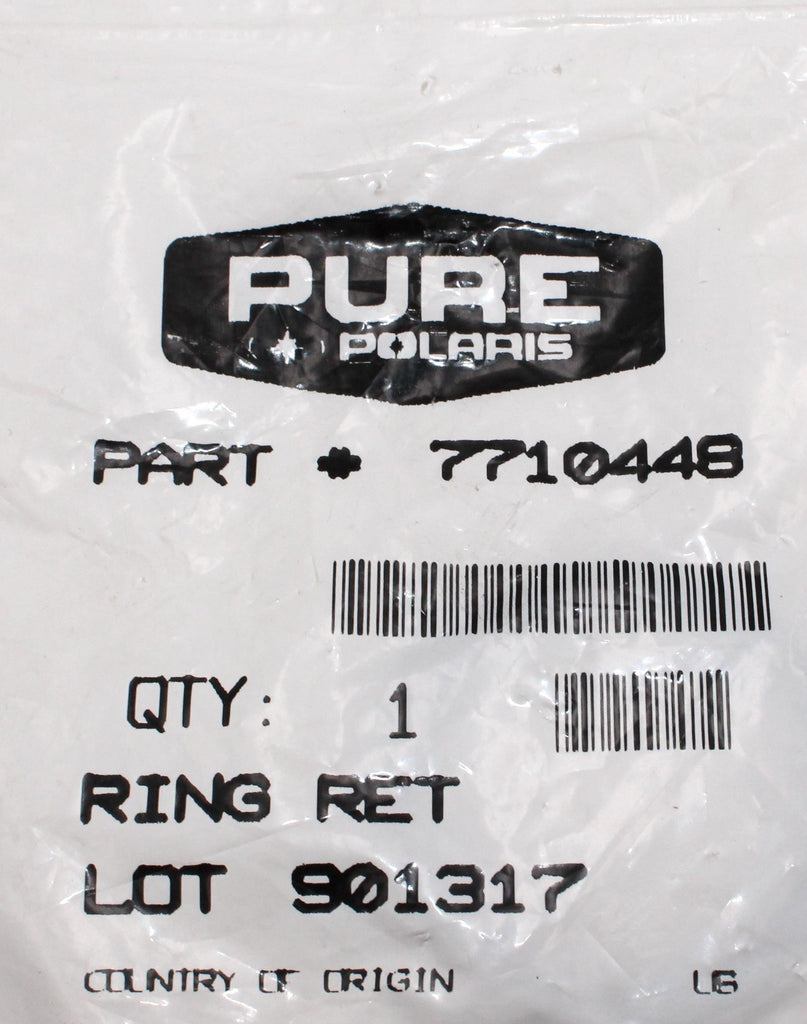 PURE
POLARIS
PART * 7710448
QTY: 1
RING RET
LOT 901317
COUNTRY OF ORIGIN US